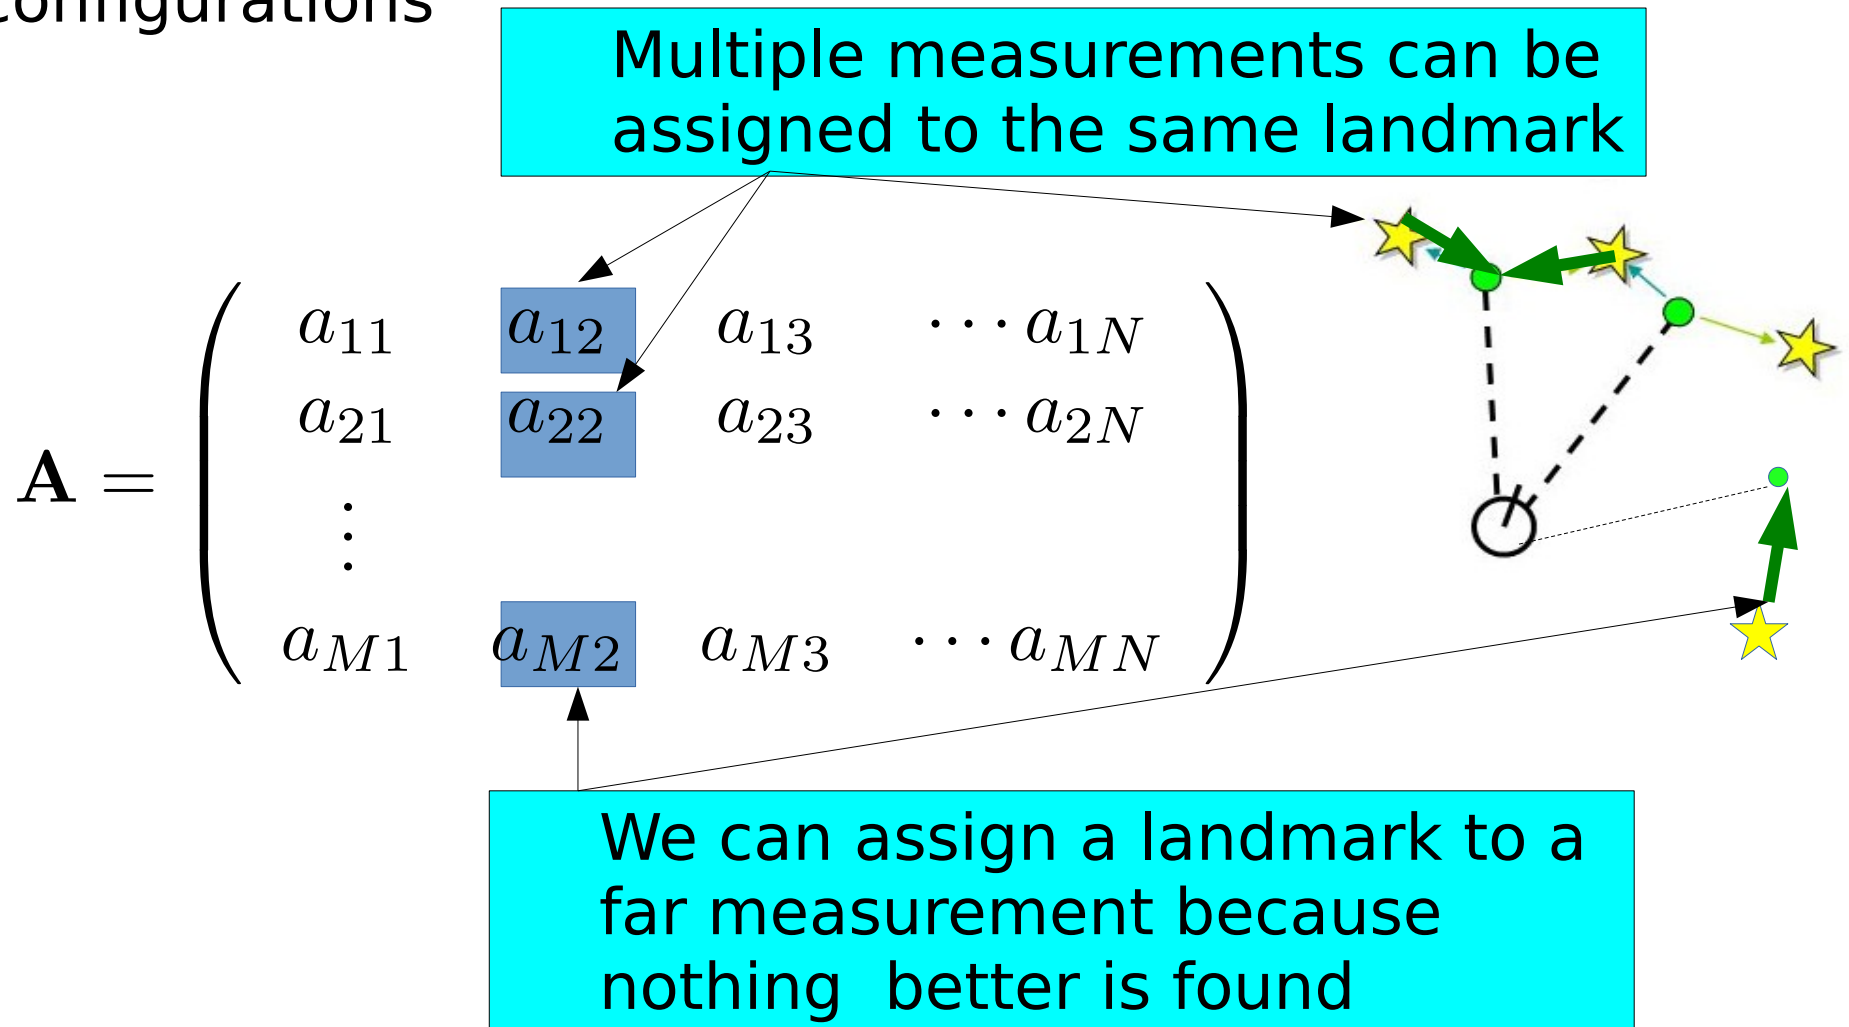 configurations
Multiple measurements can be
assigned to the same landmark
a₁₁ a₁₂ a₁₃ ⋯ a₁N
a₂₁ a₂₂ a₂₃ ⋯ a₂N
A =
⋮
aM1 aM2 aM3 ⋯ aMN
We can assign a landmark to a
far measurement because
nothing better is found